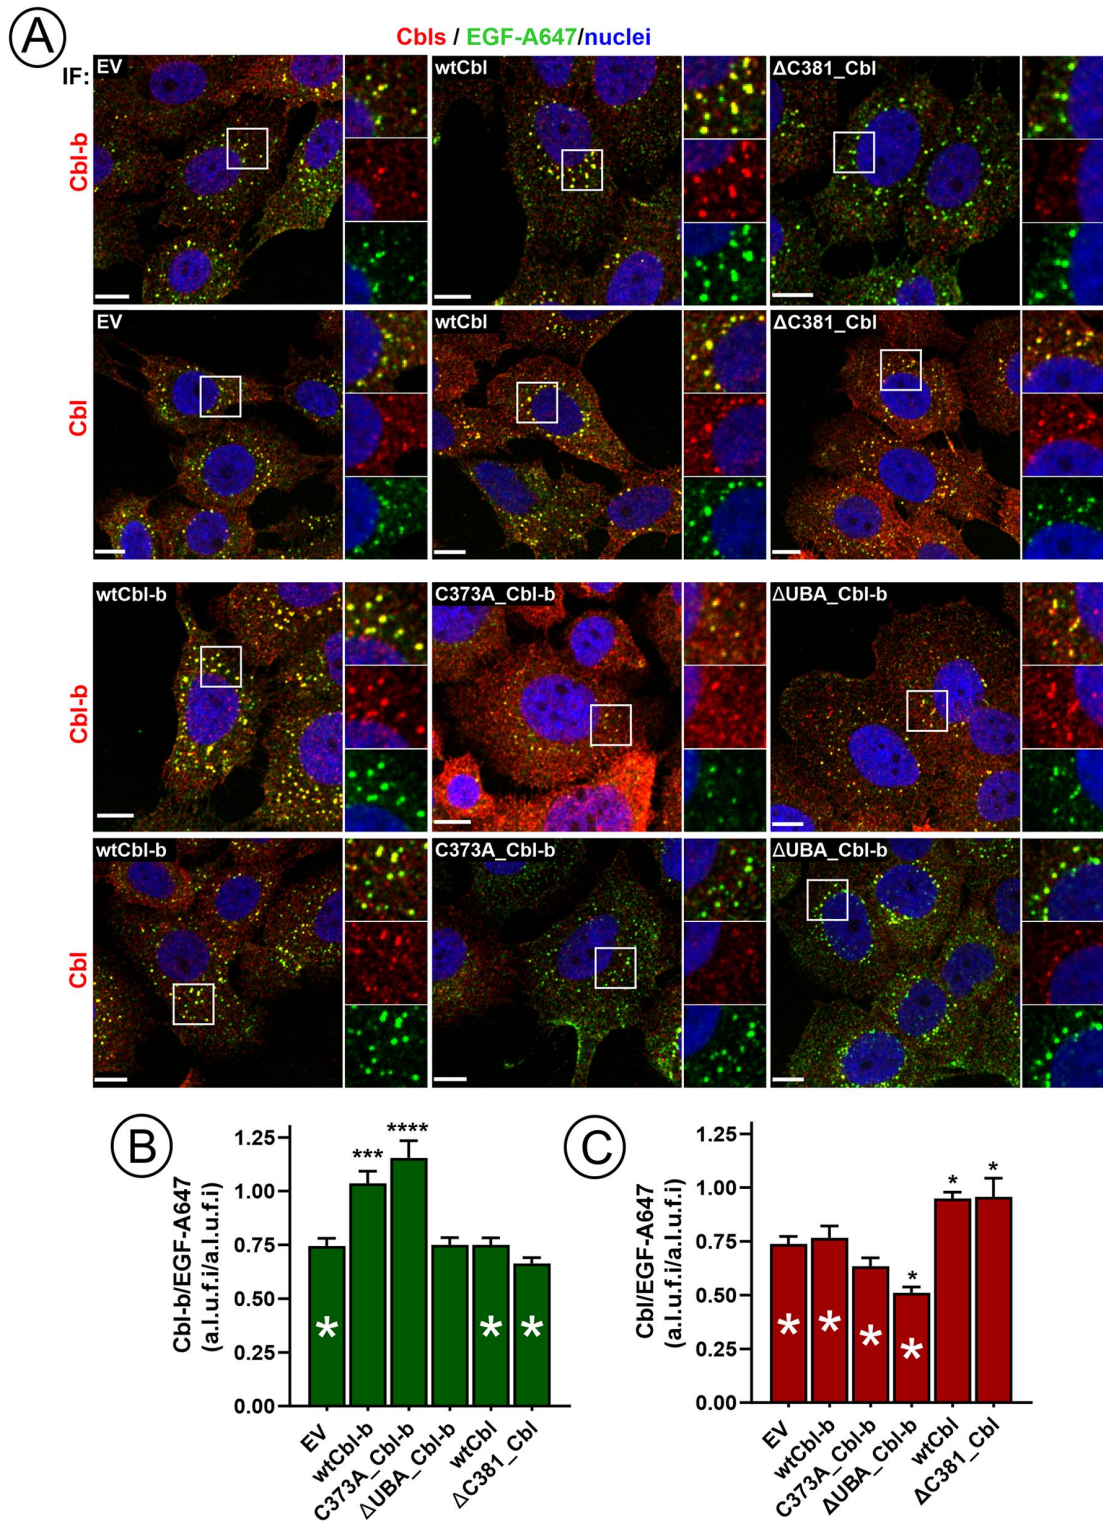 A
Cbls / EGF-A647/nuclei
IF:
EV
wtCbl
ΔC381_Cbl
Cbl-b
EV
wtCbl
ΔC381_Cbl
Cbl
wtCbl-b
C373A_Cbl-b
ΔUBA_Cbl-b
Cbl-b
wtCbl-b
C373A_Cbl-b
ΔUBA_Cbl-b
Cbl
B
Cbl-b/EGF-A647
(a.l.u.f.i/a.l.u.f.i)
1.25
1.00
0.75
0.50
0.25
0.00
***
****
*
*
*
EV
wtCbl-b
C373A_Cbl-b
ΔUBA_Cbl-b
wtCbl
ΔC381_Cbl
C
Cbl/EGF-A647
(a.l.u.f.i/a.l.u.f.i)
1.25
1.00
0.75
0.50
0.25
0.00
*
*
*
*
*
*
*
EV
wtCbl-b
C373A_Cbl-b
ΔUBA_Cbl-b
wtCbl
ΔC381_Cbl